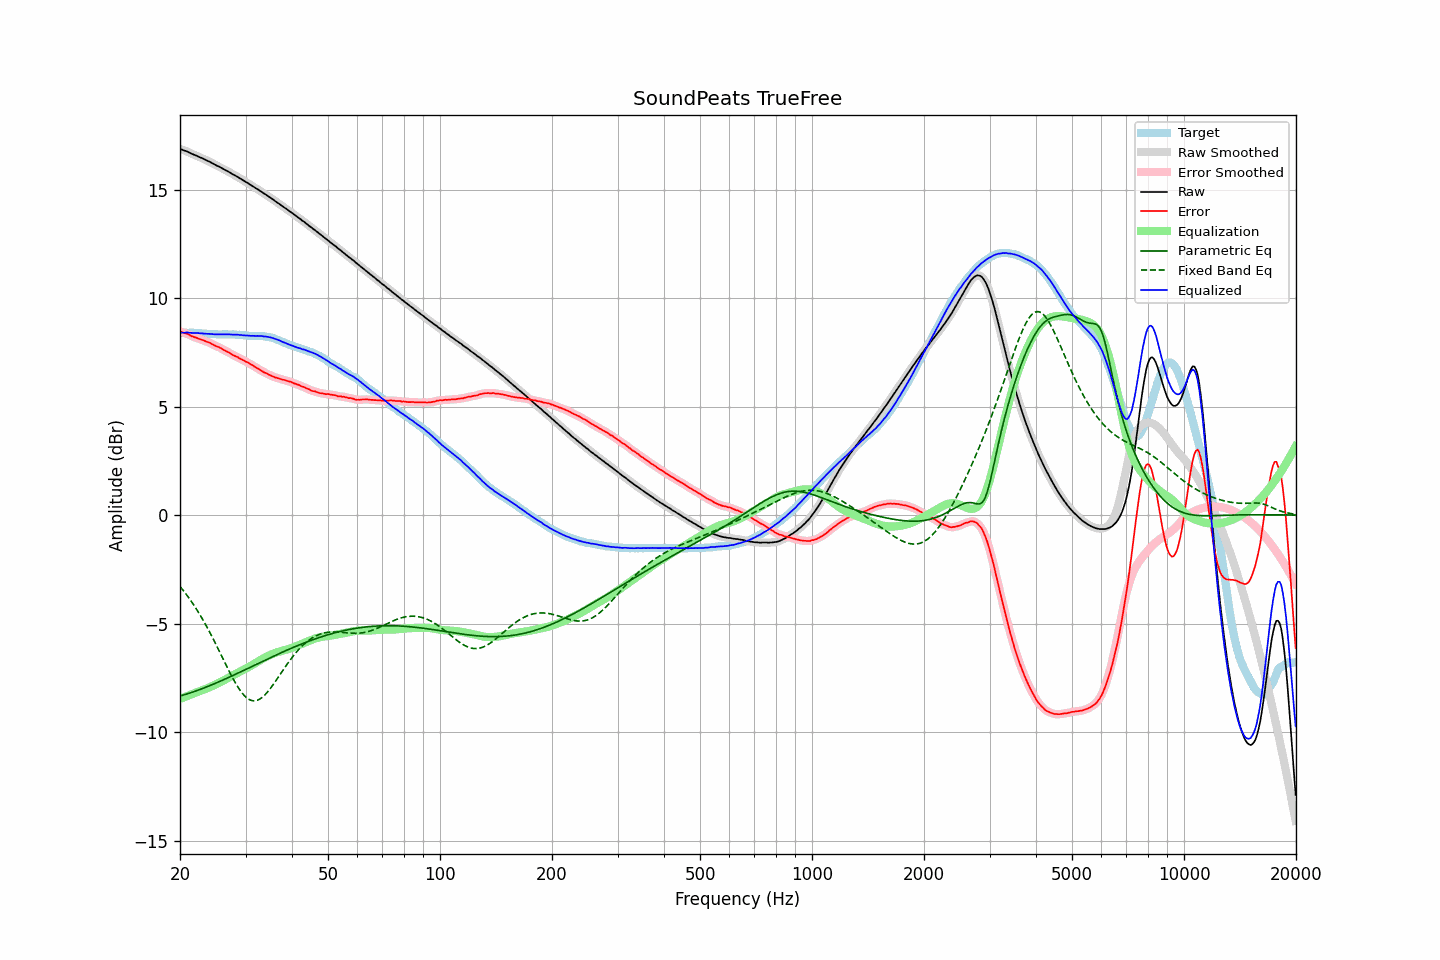 SoundPeats TrueFree
Target
Raw Smoothed
Error Smoothed
Raw
Error
Equalization
Parametric Eq
Fixed Band Eq
Equalized
Amplitude (dBr)
15
10
5
0
−5
−10
−15
20 50 100 200 500 1000 2000 5000 10000 20000
Frequency (Hz)